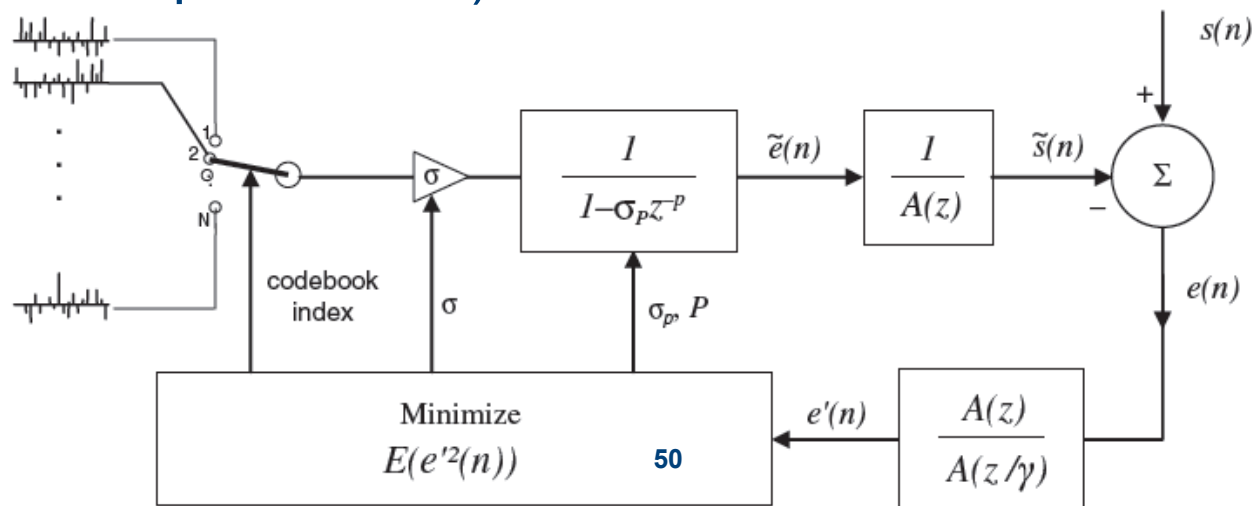 s(n)
+
1
2
N
σ
1
1–σ_P z^–p
ẽ(n)
1
A(z)
s̃(n)
–
Σ
codebook
index
σ
σ_p, P
e(n)
Minimize
E(e'²(n))
50
e'(n)
A(z)
A(z/γ)